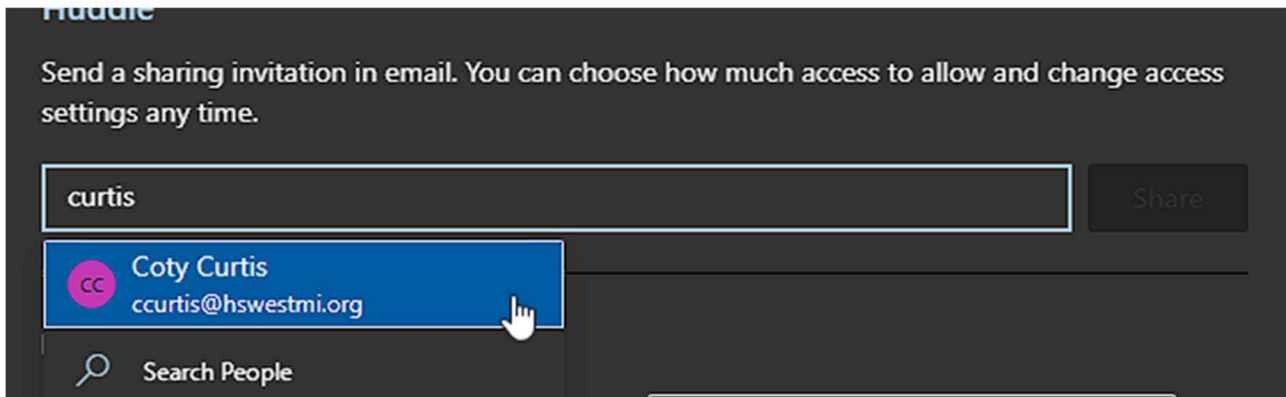 Huddle
Send a sharing invitation in email. You can choose how much access to allow and change access
settings any time.
curtis
Share
CC
Coty Curtis
ccurtis@hswestmi.org
Search People